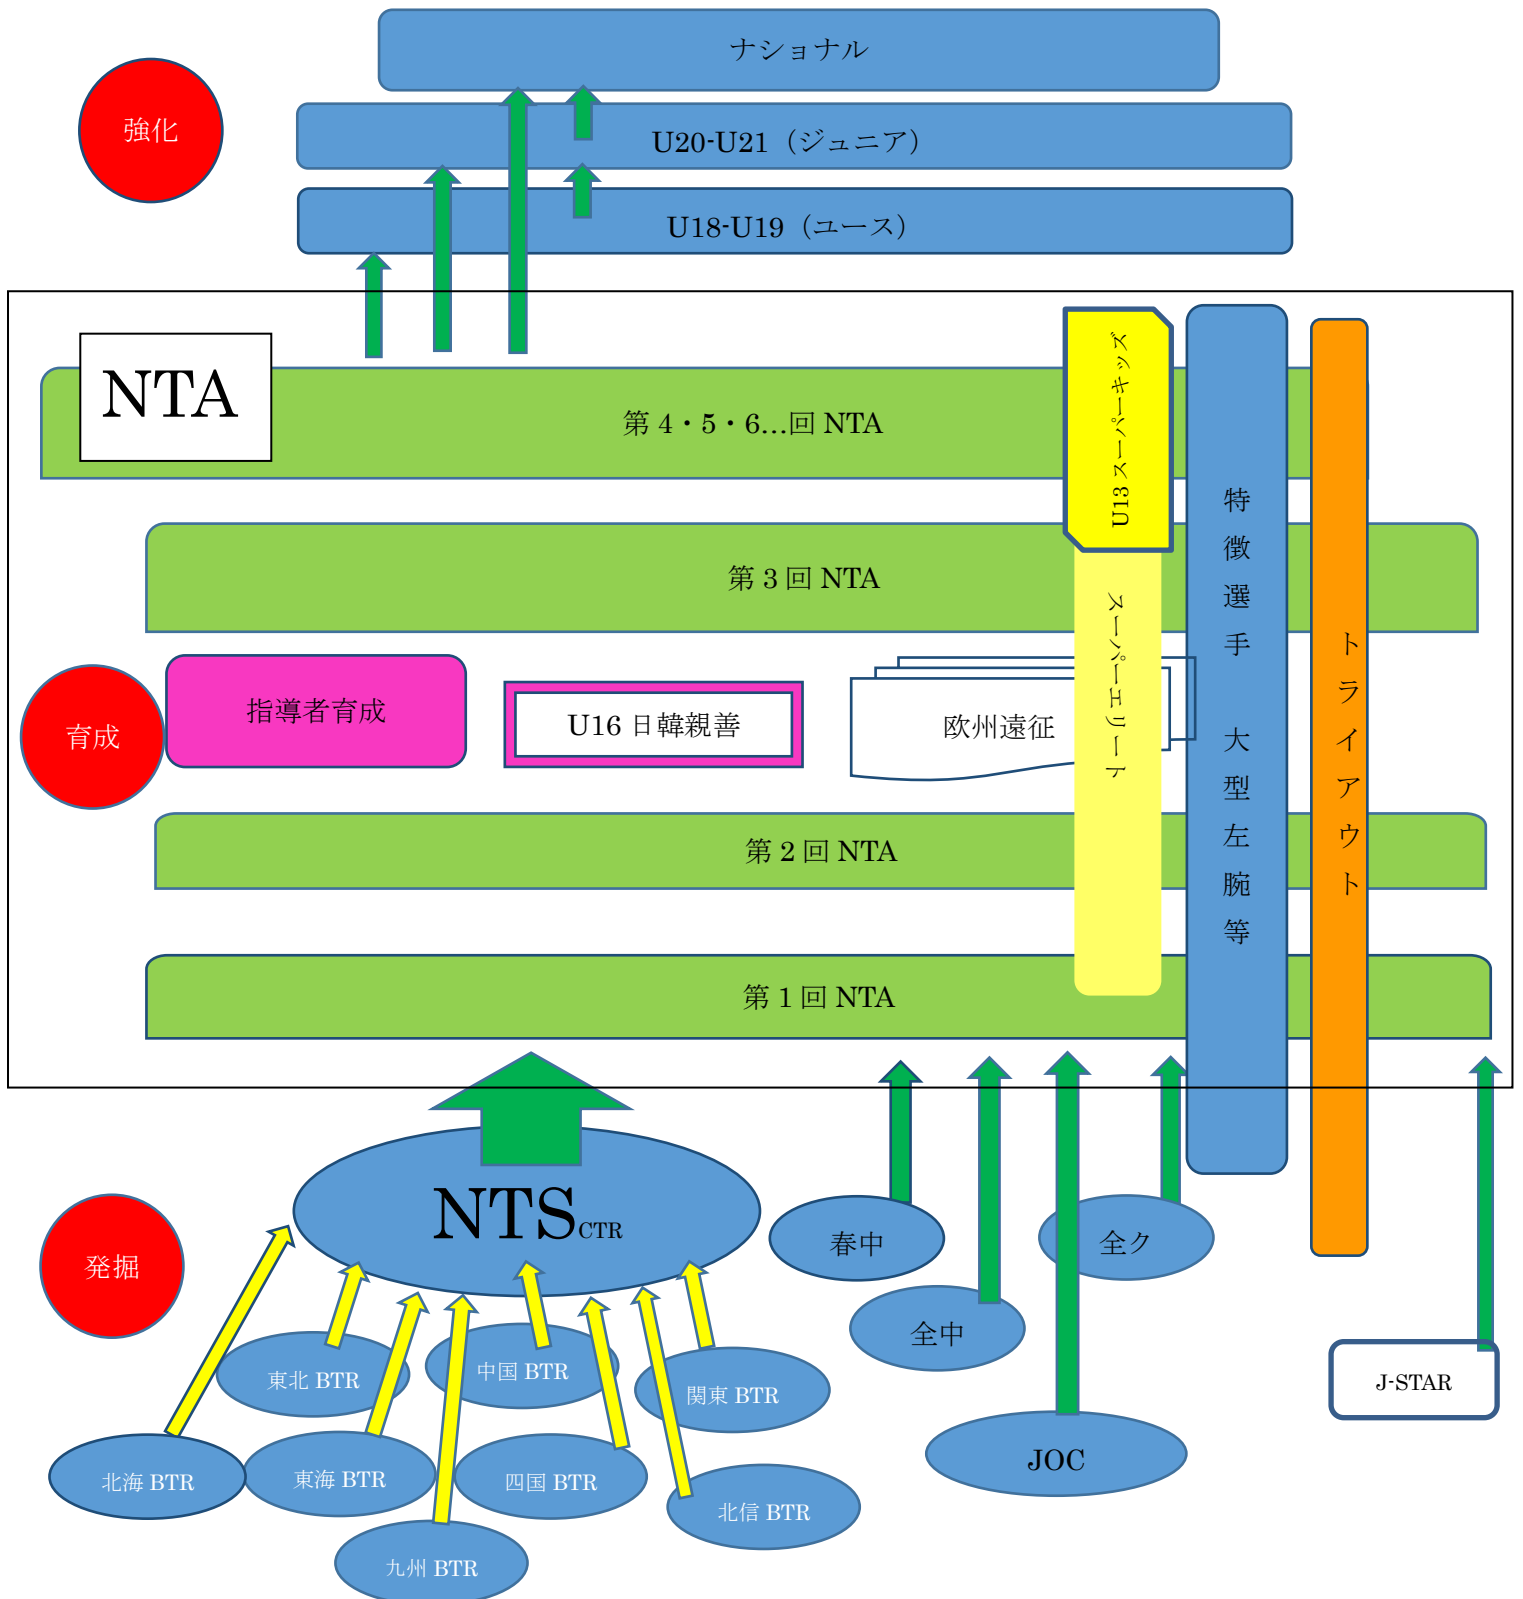 ナショナル
強化
U20-U21（ジュニア）
U18-U19（ユース）
NTA
第 4・5・6…回 NTA
U13 スーパーキッズ
特徴選手 大型左腕等
トライアウト
第 3 回 NTA
スーパーエリート
育成
指導者育成
U16 日韓親善
欧州遠征
第 2 回 NTA
第 1 回 NTA
発掘
NTS CTR
春中
全ク
全中
東北 BTR
中国 BTR
関東 BTR
J-STAR
JOC
北海 BTR
東海 BTR
四国 BTR
北信 BTR
九州 BTR